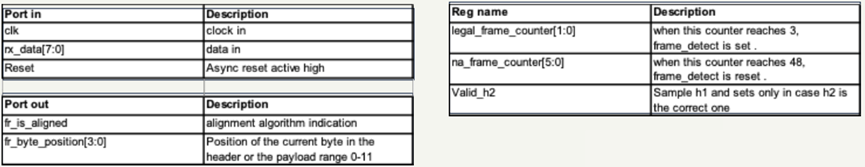 Port in Description
clk clock in
rx_data[7:0] data in
Reset Async reset active high
Port out Description
fr_is_aligned alignment algorithm indication
fr_byte_position[3:0] Position of the current byte in the
header or the payload range 0-11
Reg name Description
legal_frame_counter[1:0] when this counter reaches 3,
frame_detect is set .
na_frame_counter[5:0] when this counter reaches 48,
frame_detect is reset .
Valid_h2 Sample h1 and sets only in case h2 is
the correct one